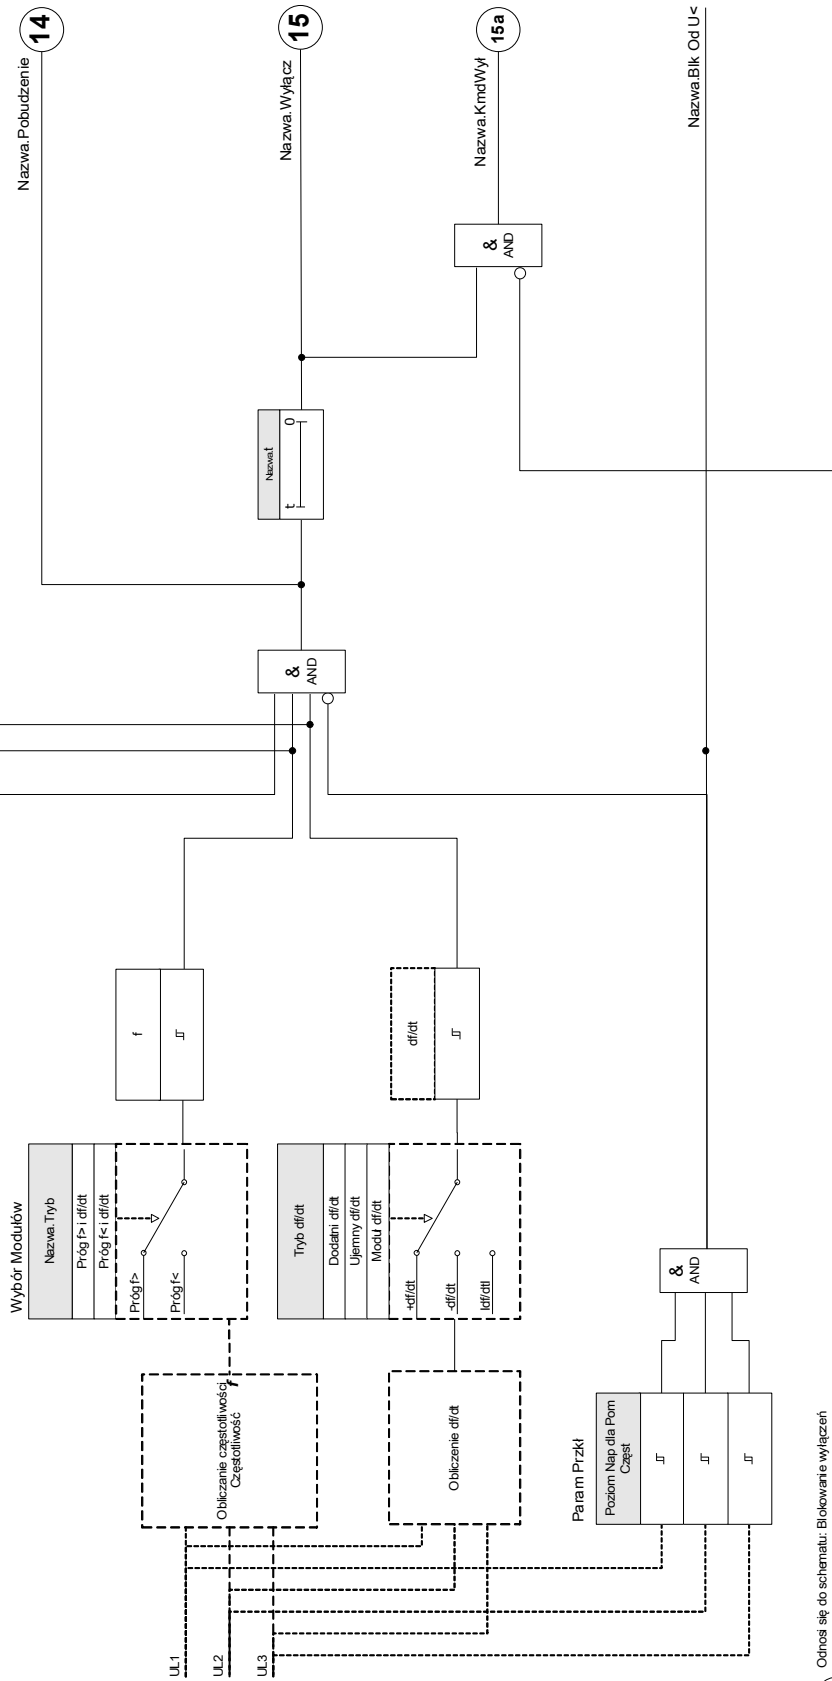 14
Nazwa.Pobudzenie
15
Nazwa.Wyłącz
15a
Nazwa.KmdWył
Nazwa.Blk Od U<
&
AND
Nazwa.t
t
0
&
AND
f
df/dt
Wybór Modułów
Nazwa.Tryb
Próg f> i df/dt
Próg f< i df/dt
Próg f>
Próg f<
Tryb df/dt
Dodatni df/dt
Ujemny df/dt
Moduł df/dt
+df/dt
-df/dt
Idf/dtI
&
AND
Obliczanie częstotliwości
Częstotliwość
f
Obliczenie df/dt
Param Przkł
Poziom Nap dla Pom
Częst
UL1
UL2
UL3
Odnosi się do schematu: Blokowanie wyłączeń